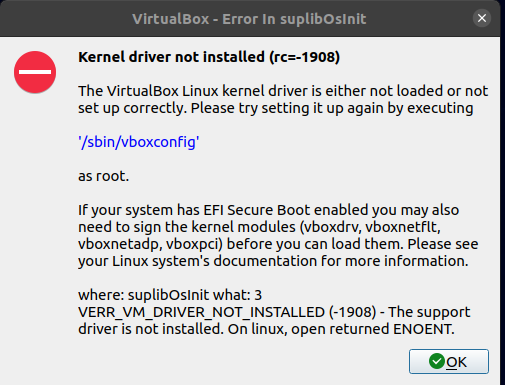 VirtualBox - Error In suplibOsInit
Kernel driver not installed (rc=-1908)
The VirtualBox Linux kernel driver is either not loaded or not
set up correctly. Please try setting it up again by executing
'/sbin/vboxconfig'
as root.
If your system has EFI Secure Boot enabled you may also
need to sign the kernel modules (vboxdrv, vboxnetflt,
vboxnetadp, vboxpci) before you can load them. Please see
your Linux system's documentation for more information.
where: suplibOsInit what: 3
VERR_VM_DRIVER_NOT_INSTALLED (-1908) - The support
driver is not installed. On linux, open returned ENOENT.
OK